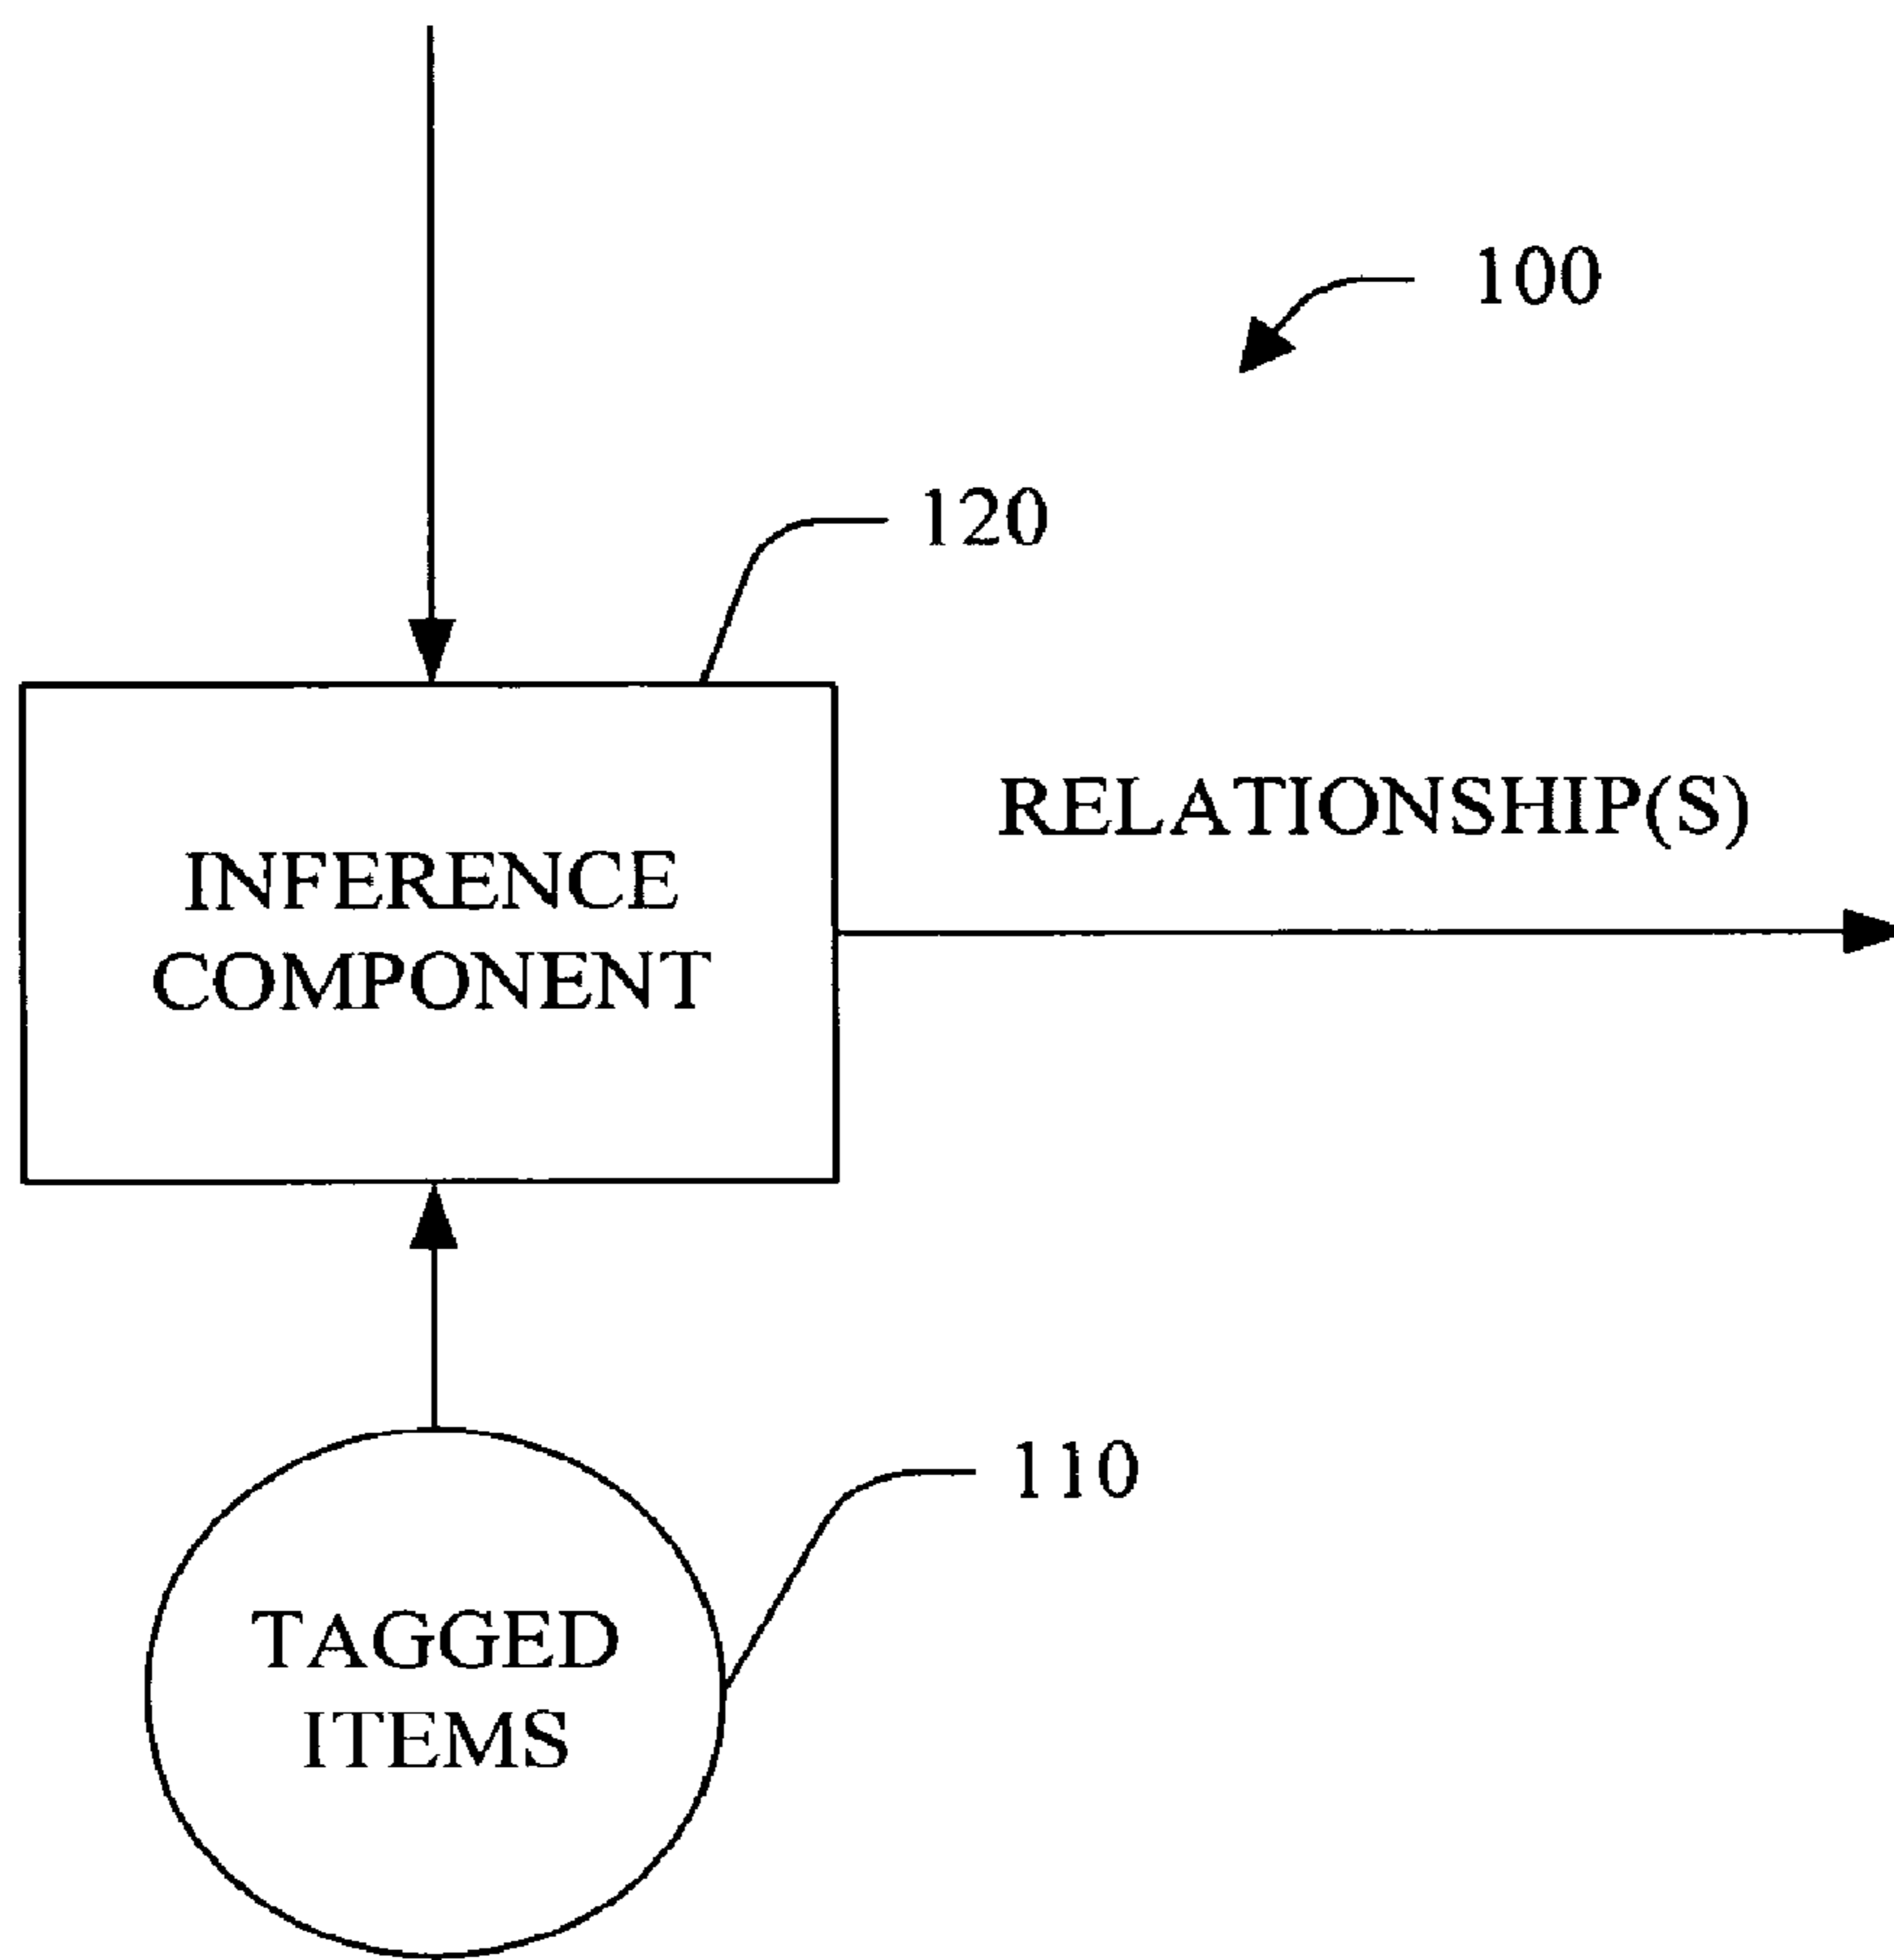 100
120
RELATIONSHIP(S)
INFERENCE
COMPONENT
110
TAGGED
ITEMS